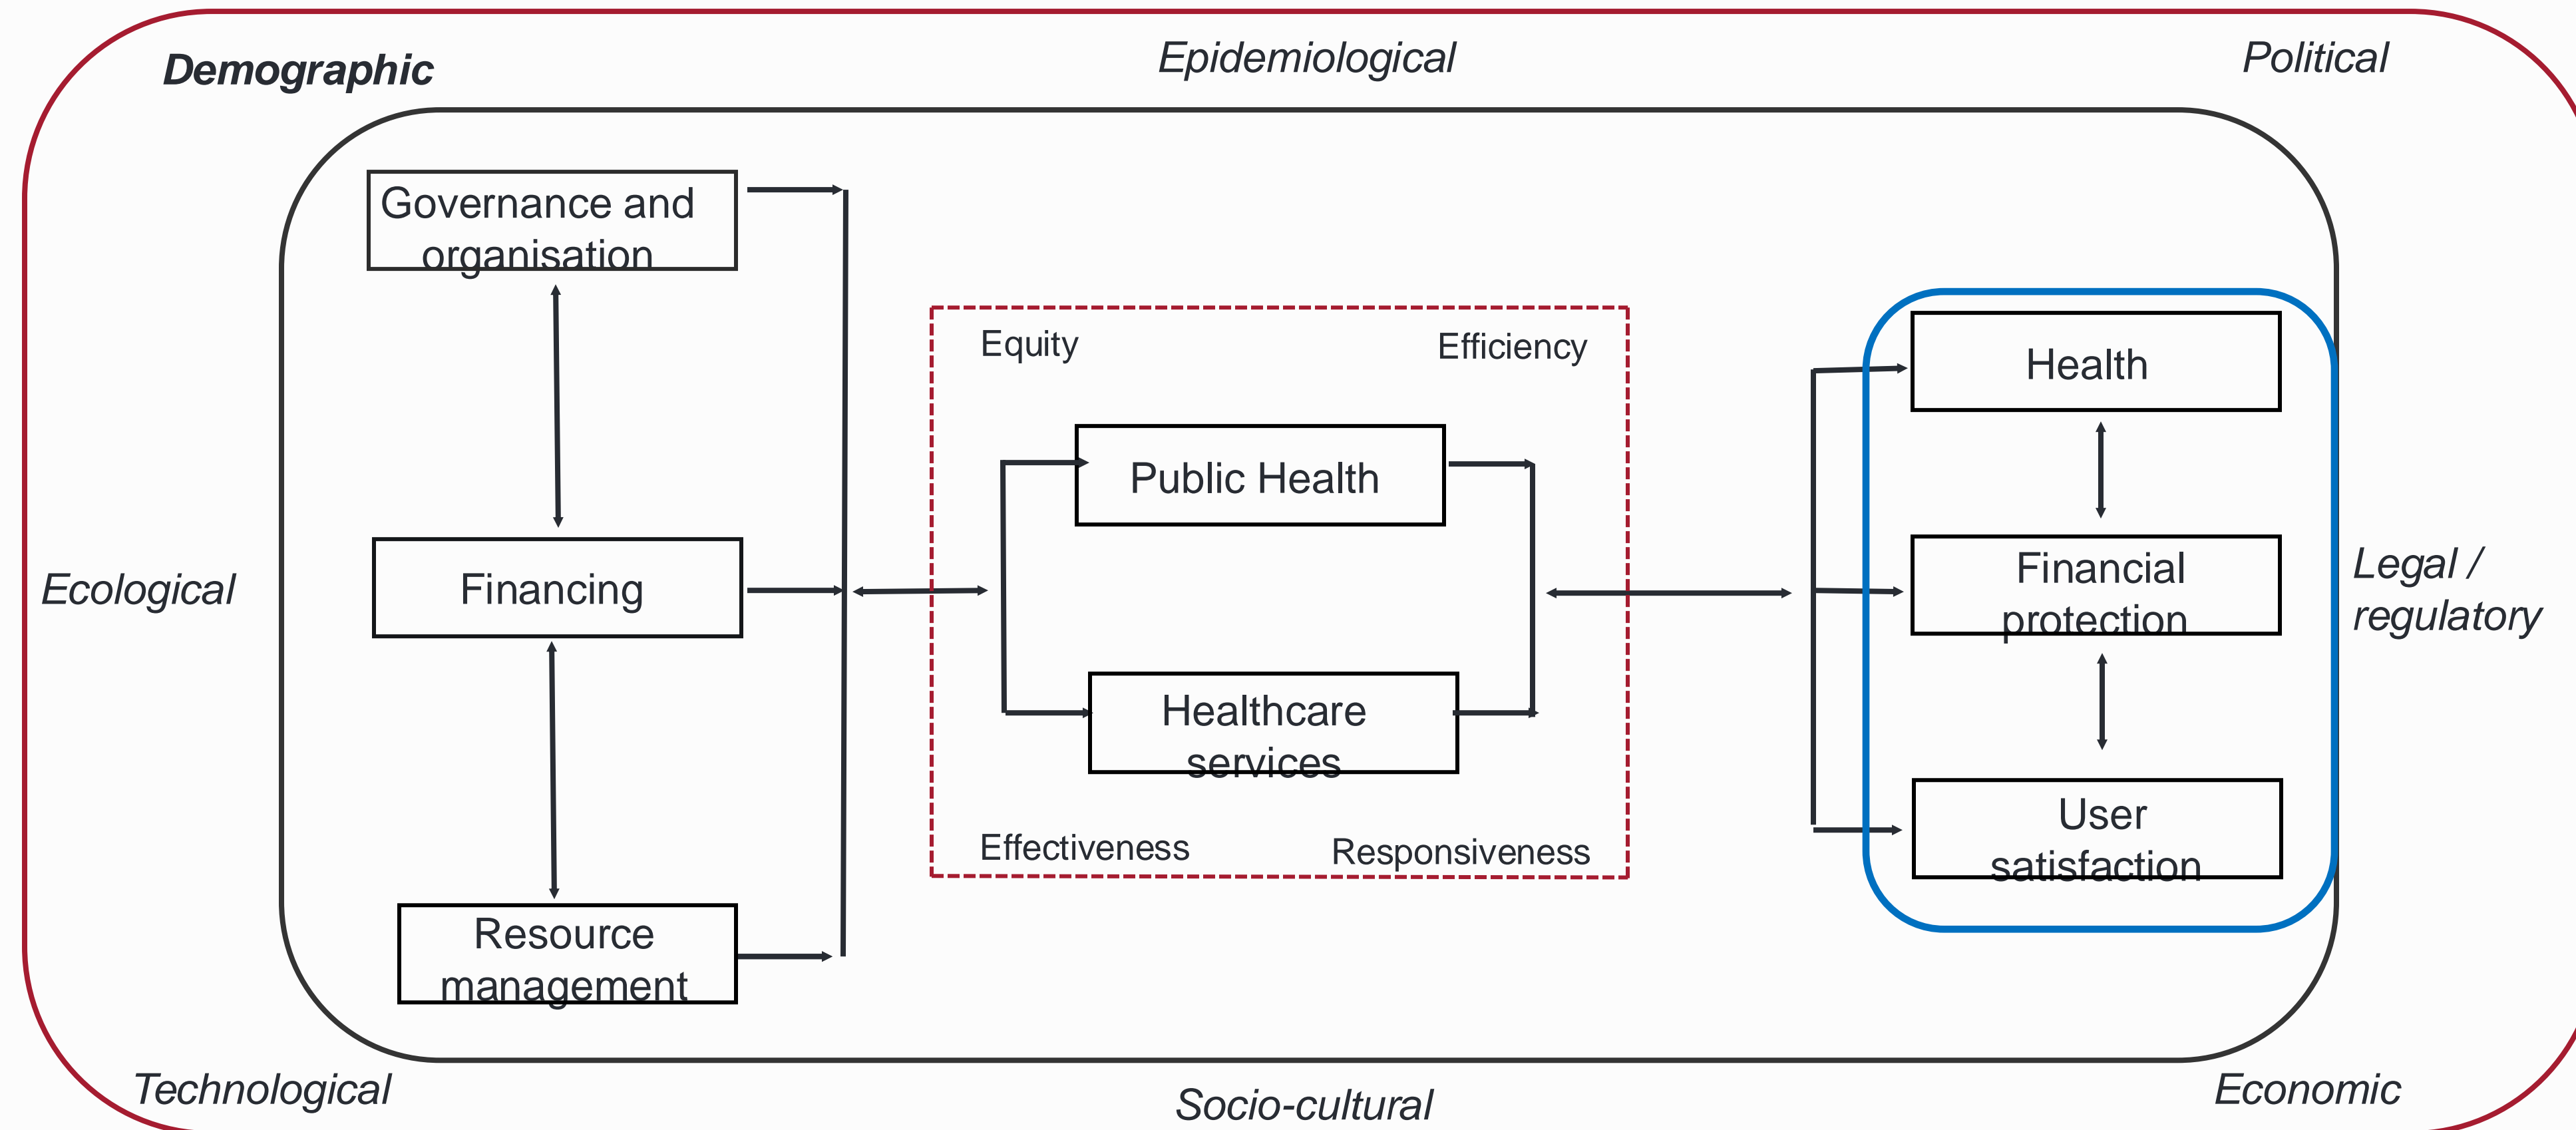 Demographic
Epidemiological
Political
Governance and
organisation
Equity
Efficiency
Health
Public Health
Ecological
Financing
Financial
protection
Legal /
regulatory
Healthcare
services
User
satisfaction
Effectiveness
Responsiveness
Resource
management
Technological
Socio-cultural
Economic